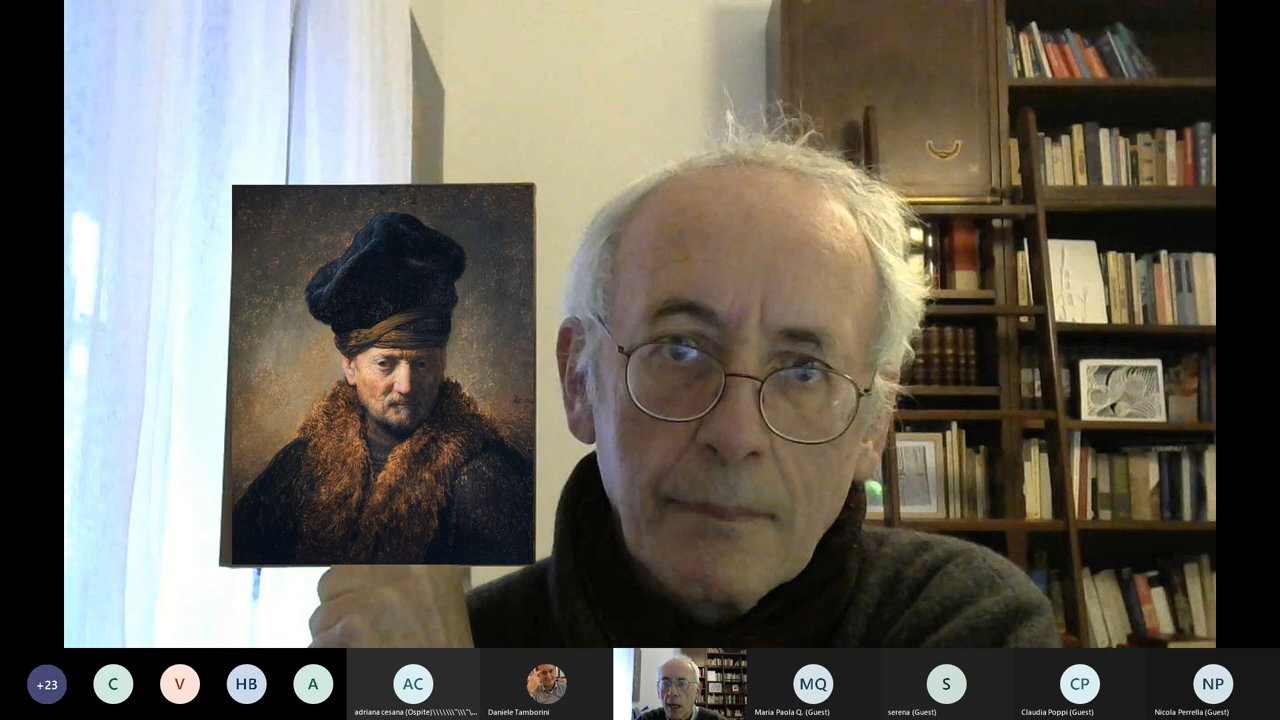 +23
C
V
HB
A
AC
MQ
S
CP
NP
adriana cesana (Ospite)\\\\\\\"\\\"\...
Daniele Tamborini
Maria Paola Q. (Guest)
serena (Guest)
Claudia Poppi (Guest)
Nicola Perrella (Guest)